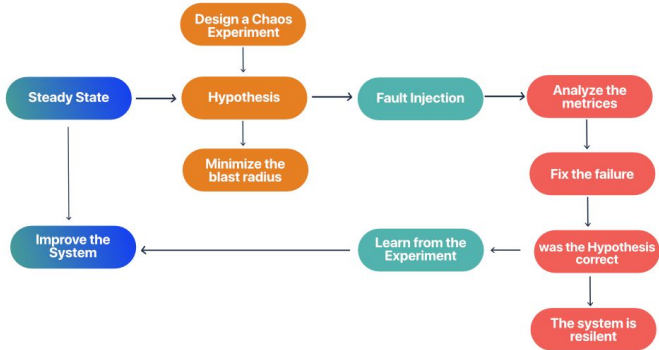 Design a Chaos
Experiment
Steady State
Hypothesis
Fault Injection
Analyze the
metrices
Minimize the
blast radius
Fix the failure
Improve the
System
Learn from the
Experiment
was the Hypothesis
correct
The system is
resilent